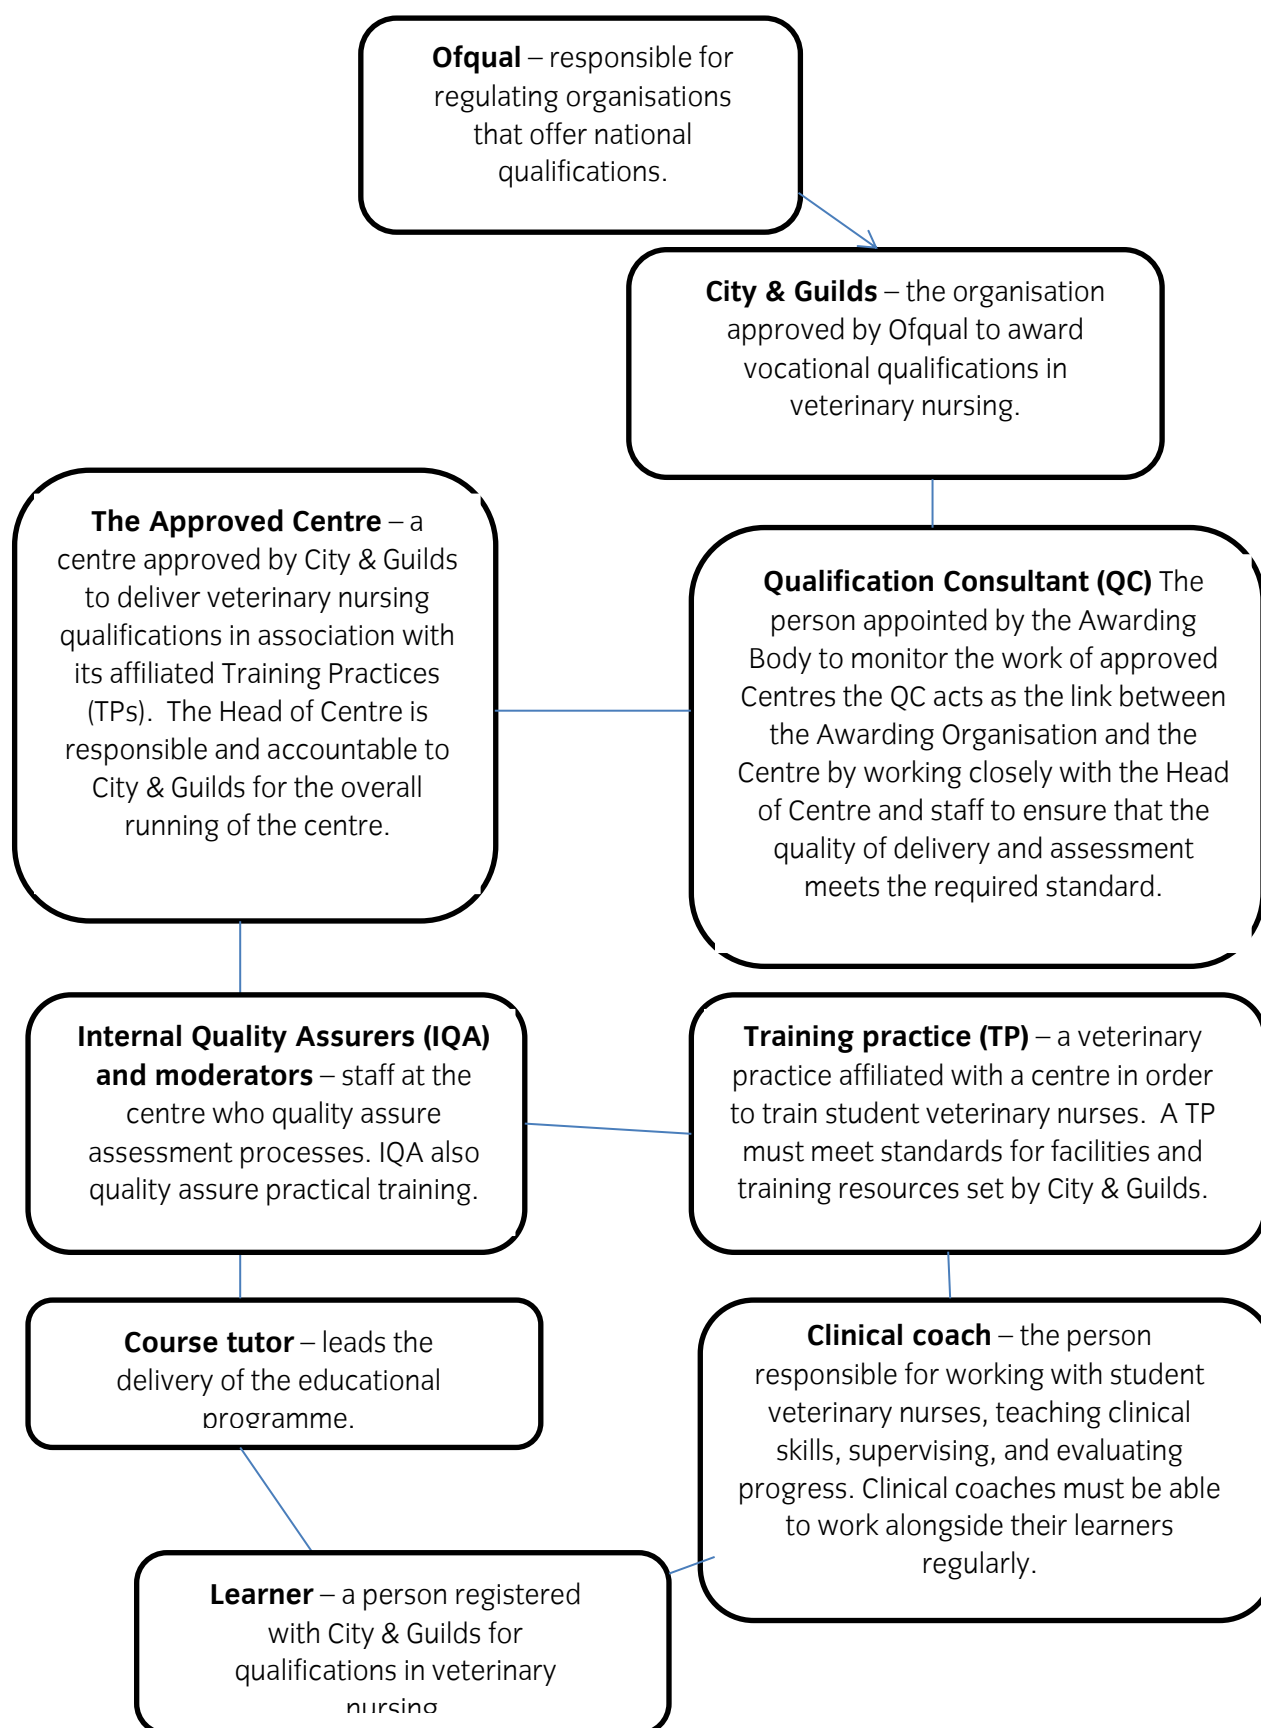 Ofqual – responsible for
regulating organisations
that offer national
qualifications.
City & Guilds – the organisation
approved by Ofqual to award
vocational qualifications in
veterinary nursing.
The Approved Centre – a
centre approved by City & Guilds
to deliver veterinary nursing
qualifications in association with
its affiliated Training Practices
(TPs).  The Head of Centre is
responsible and accountable to
City & Guilds for the overall
running of the centre.
Qualification Consultant (QC) The
person appointed by the Awarding
Body to monitor the work of approved
Centres the QC acts as the link between
the Awarding Organisation and the
Centre by working closely with the Head
of Centre and staff to ensure that the
quality of delivery and assessment
meets the required standard.
Internal Quality Assurers (IQA)
and moderators – staff at the
centre who quality assure
assessment processes. IQA also
quality assure practical training.
Training practice (TP) – a veterinary
practice affiliated with a centre in order
to train student veterinary nurses.  A TP
must meet standards for facilities and
training resources set by City & Guilds.
Course tutor – leads the
delivery of the educational
programme.
Clinical coach – the person
responsible for working with student
veterinary nurses, teaching clinical
skills, supervising, and evaluating
progress. Clinical coaches must be able
to work alongside their learners
regularly.
Learner – a person registered
with City & Guilds for
qualifications in veterinary
nursing